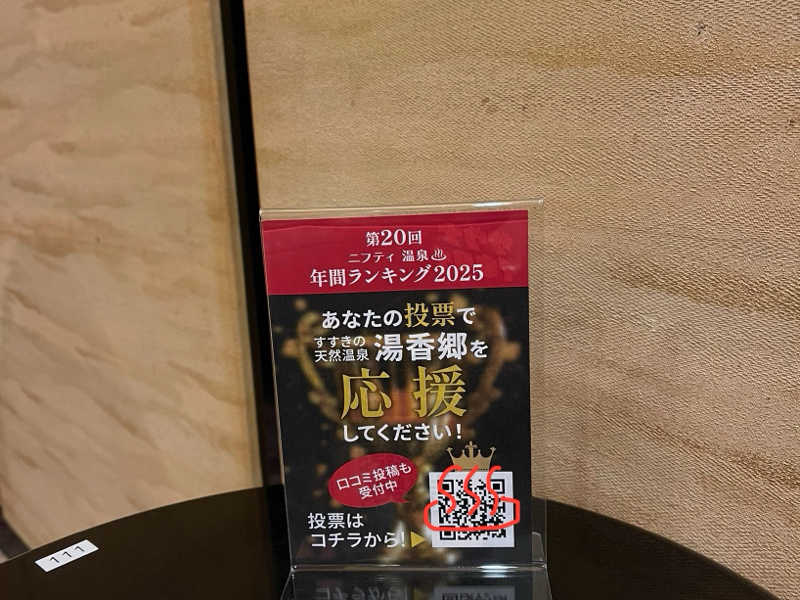 第20回
ニフティ 温泉
年間ランキング2025
あなたの投票で
すすきの
天然温泉 湯香郷を
応援
してください!
口コミ投稿も
受付中
投票は
コチラから!
111